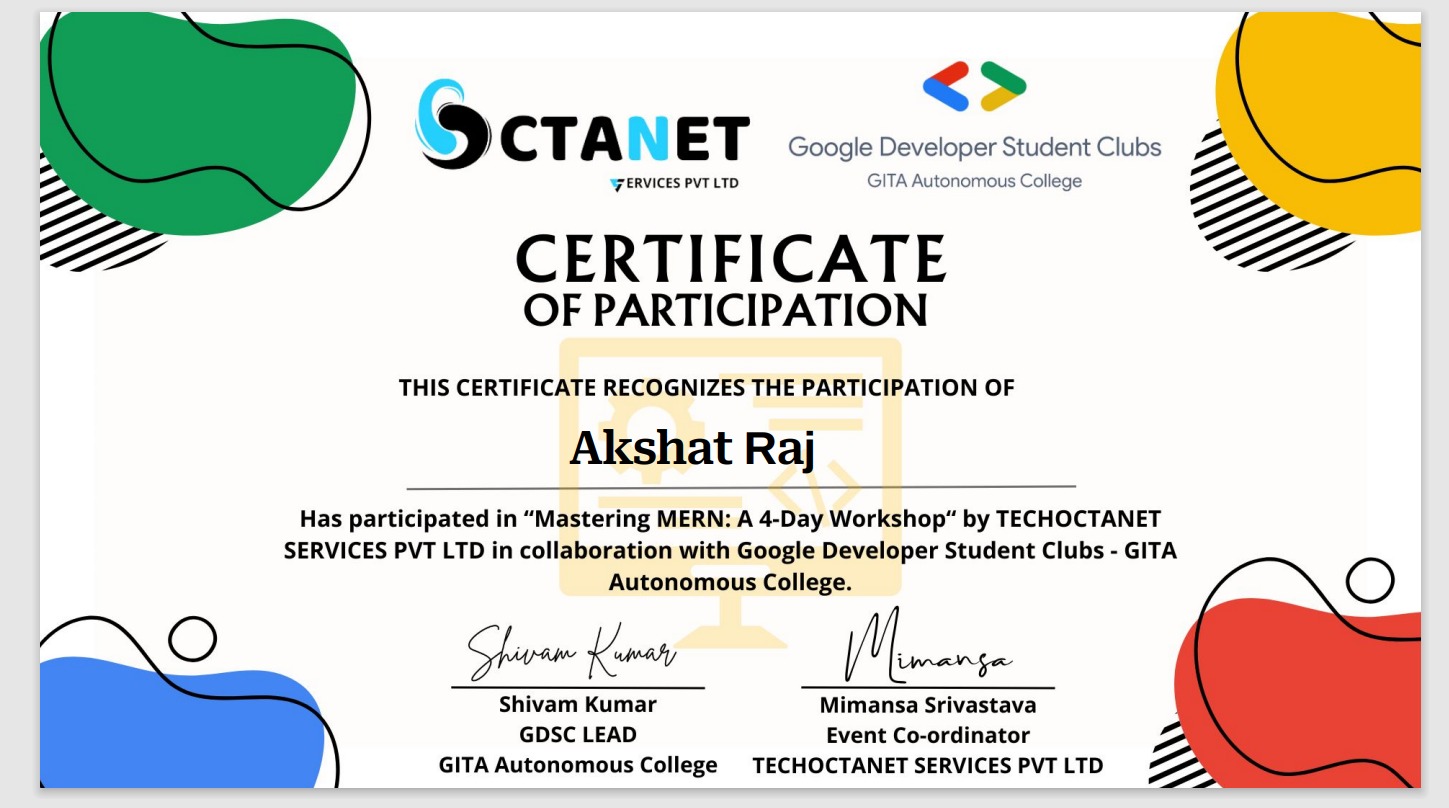 OCTANET
SERVICES PVT LTD
Google Developer Student Clubs
GITA Autonomous College
CERTIFICATE
OF PARTICIPATION
THIS CERTIFICATE RECOGNIZES THE PARTICIPATION OF
Akshat Raj
Has participated in “Mastering MERN: A 4-Day Workshop“ by TECHOCTANET
SERVICES PVT LTD in collaboration with Google Developer Student Clubs - GITA
Autonomous College.
Shivam Kumar
Mimansa
Shivam Kumar
GDSC LEAD
GITA Autonomous College
Mimansa Srivastava
Event Co-ordinator
TECHOCTANET SERVICES PVT LTD